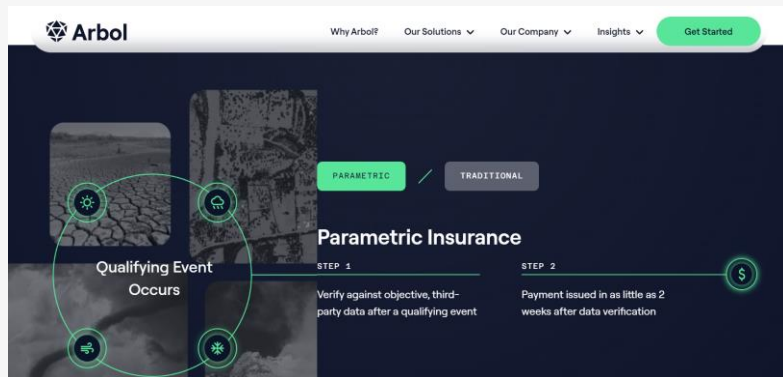 Arbol
Why Arbol?
Our Solutions
Our Company
Insights
Get Started
PARAMETRIC
TRADITIONAL
Parametric Insurance
Qualifying Event
Occurs
STEP 1
Verify against objective, third-
party data after a qualifying event
STEP 2
Payment issued in as little as 2
weeks after data verification
$